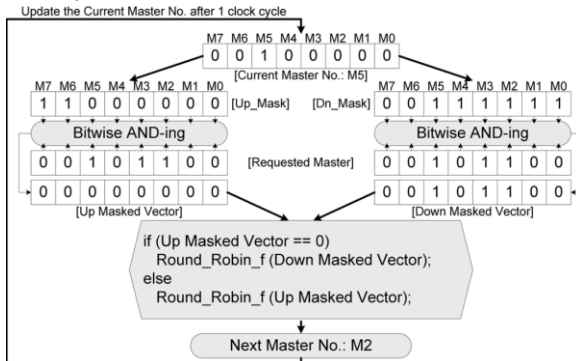 Update the Current Master No. after 1 clock cycle
M7 M6 M5 M4 M3 M2 M1 M0
0 0 1 0 0 0 0 0
[Current Master No.: M5]
M7 M6 M5 M4 M3 M2 M1 M0
1 1 0 0 0 0 0 0
[Up_Mask]
[Dn_Mask]
M7 M6 M5 M4 M3 M2 M1 M0
0 0 1 1 1 1 1 1
Bitwise AND-ing
Bitwise AND-ing
0 0 1 0 1 1 0 0
[Requested Master]
0 0 1 0 1 1 0 0
0 0 0 0 0 0 0 0
0 0 1 0 1 1 0 0
[Up Masked Vector]
[Down Masked Vector]
if (Up Masked Vector == 0)
Round_Robin_f (Down Masked Vector);
else
Round_Robin_f (Up Masked Vector);
Next Master No.: M2